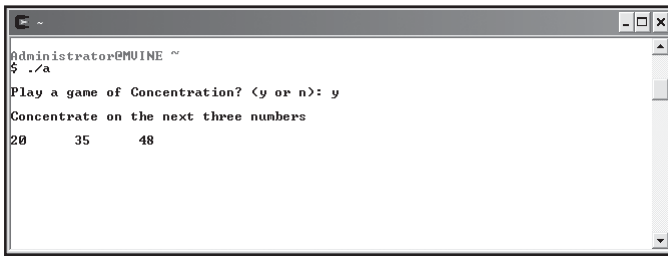 ~
Administrator@MVINE ~
$ ./a
Play a game of Concentration? (y or n): y
Concentrate on the next three numbers
20 35 48